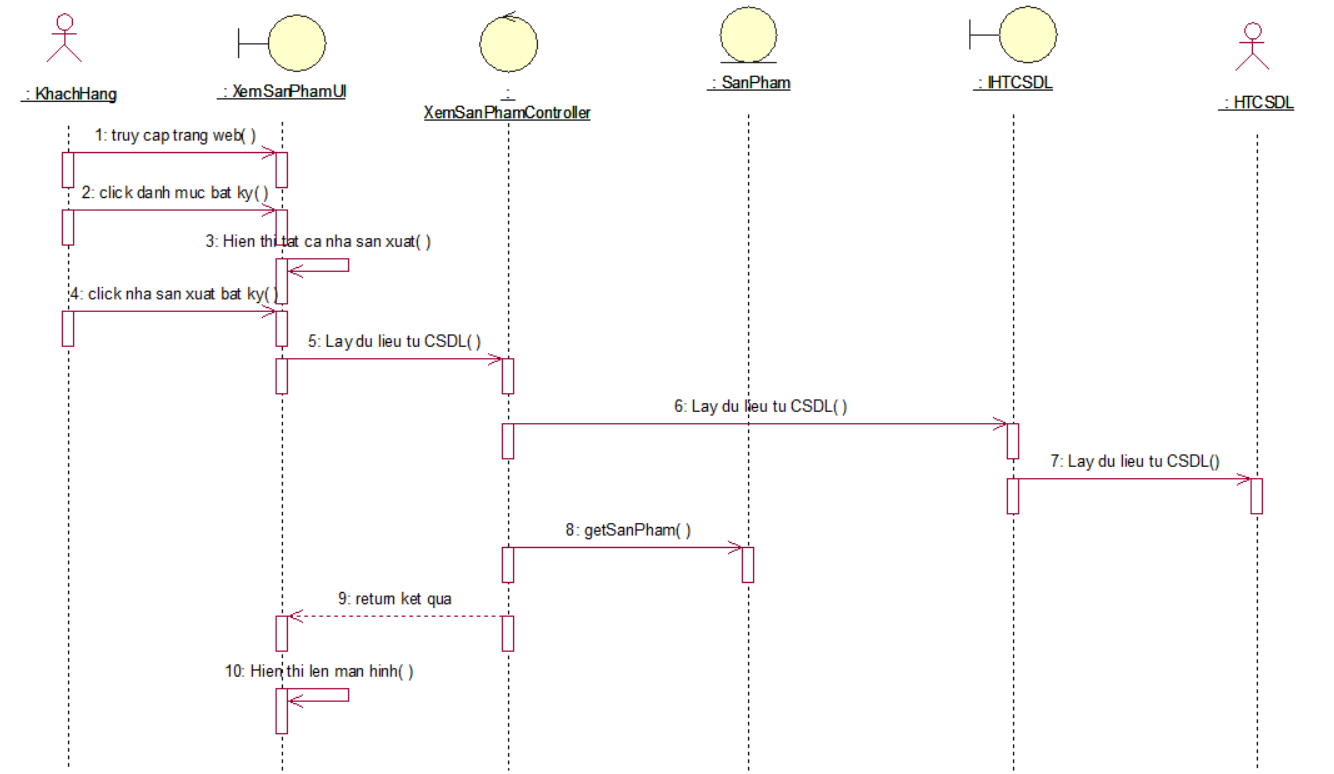 : KhachHang
: XemSanPhamUI
:
XemSanPhamController
: SanPham
: IHTCSDL
: HTCSDL
1: truy cap trang web( )
2: click danh muc bat ky( )
3: Hien thi tat ca nha san xuat( )
4: click nha san xuat bat ky( )
5: Lay du lieu tu CSDL( )
6: Lay du lieu tu CSDL( )
7: Lay du lieu tu CSDL()
8: getSanPham( )
9: return ket qua
10: Hien thi len man hinh( )